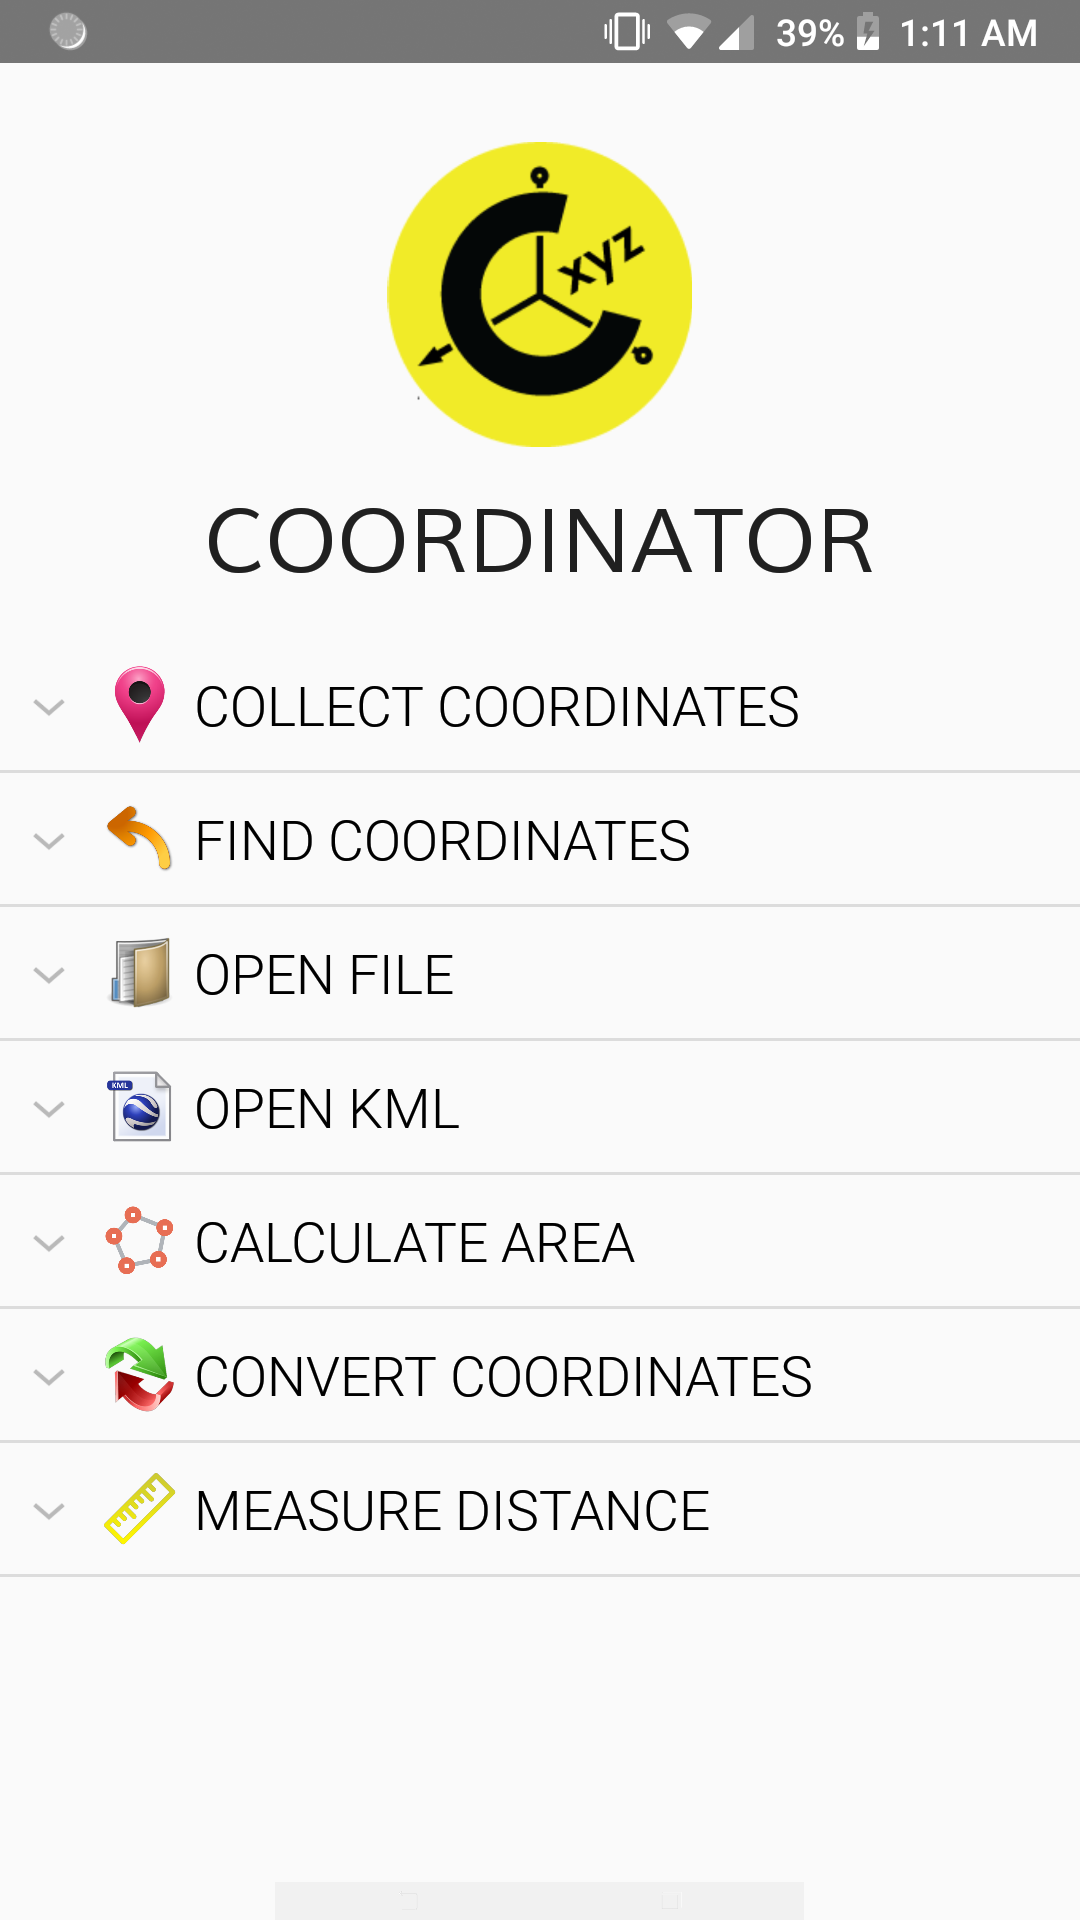 39% 1:11 AM
xyz
COORDINATOR
COLLECT COORDINATES
FIND COORDINATES
OPEN FILE
KML
OPEN KML
CALCULATE AREA
CONVERT COORDINATES
MEASURE DISTANCE